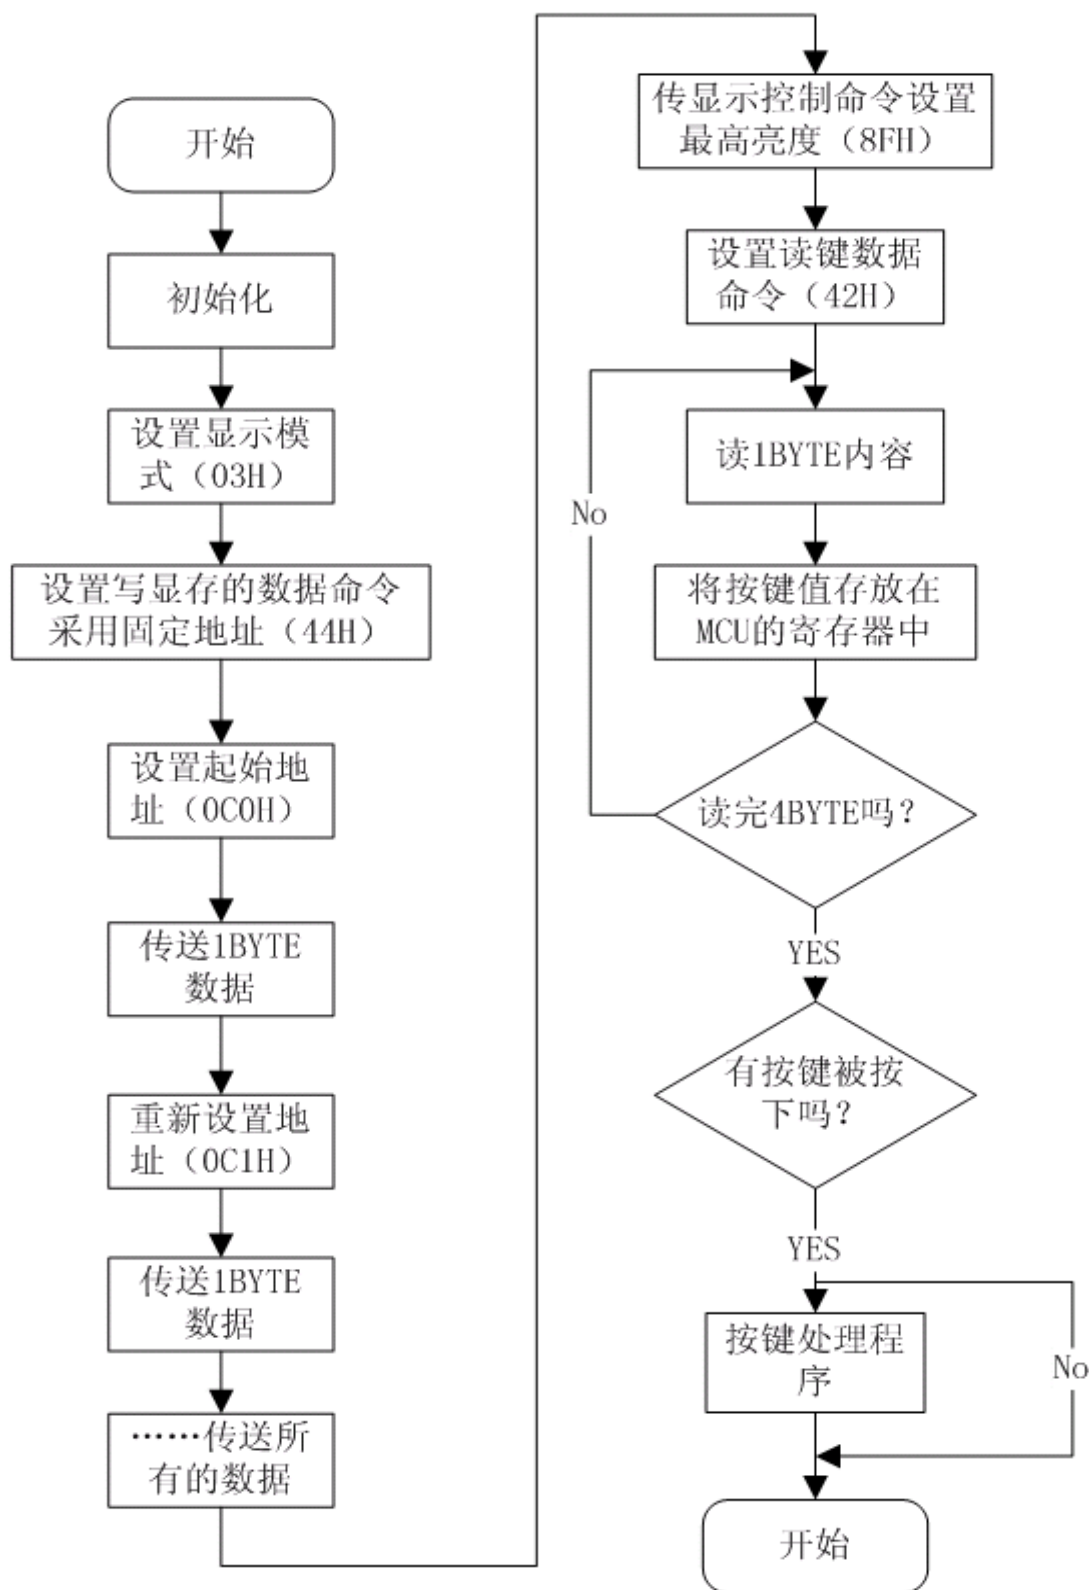 开始
初始化
设置显示模
式（03H）
设置写显存的数据命令
采用固定地址（44H）
设置起始地
址（0C0H）
传送1BYTE
数据
重新设置地
址（0C1H）
传送1BYTE
数据
……传送所
有的数据
传显示控制命令设置
最高亮度（8FH）
设置读键数据
命令（42H）
读1BYTE内容
No
将按键值存放在
MCU的寄存器中
读完4BYTE吗？
YES
有按键被按
下吗？
YES
按键处理程
序
No
开始